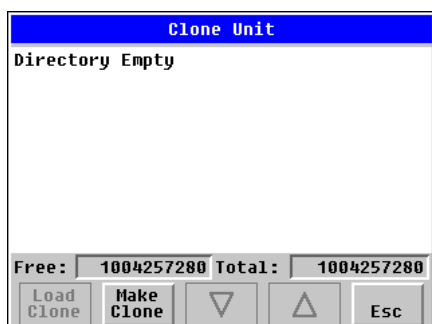 Clone Unit
Directory Empty
Free: 1004257280 Total: 1004257280
Load Clone Make Clone Esc